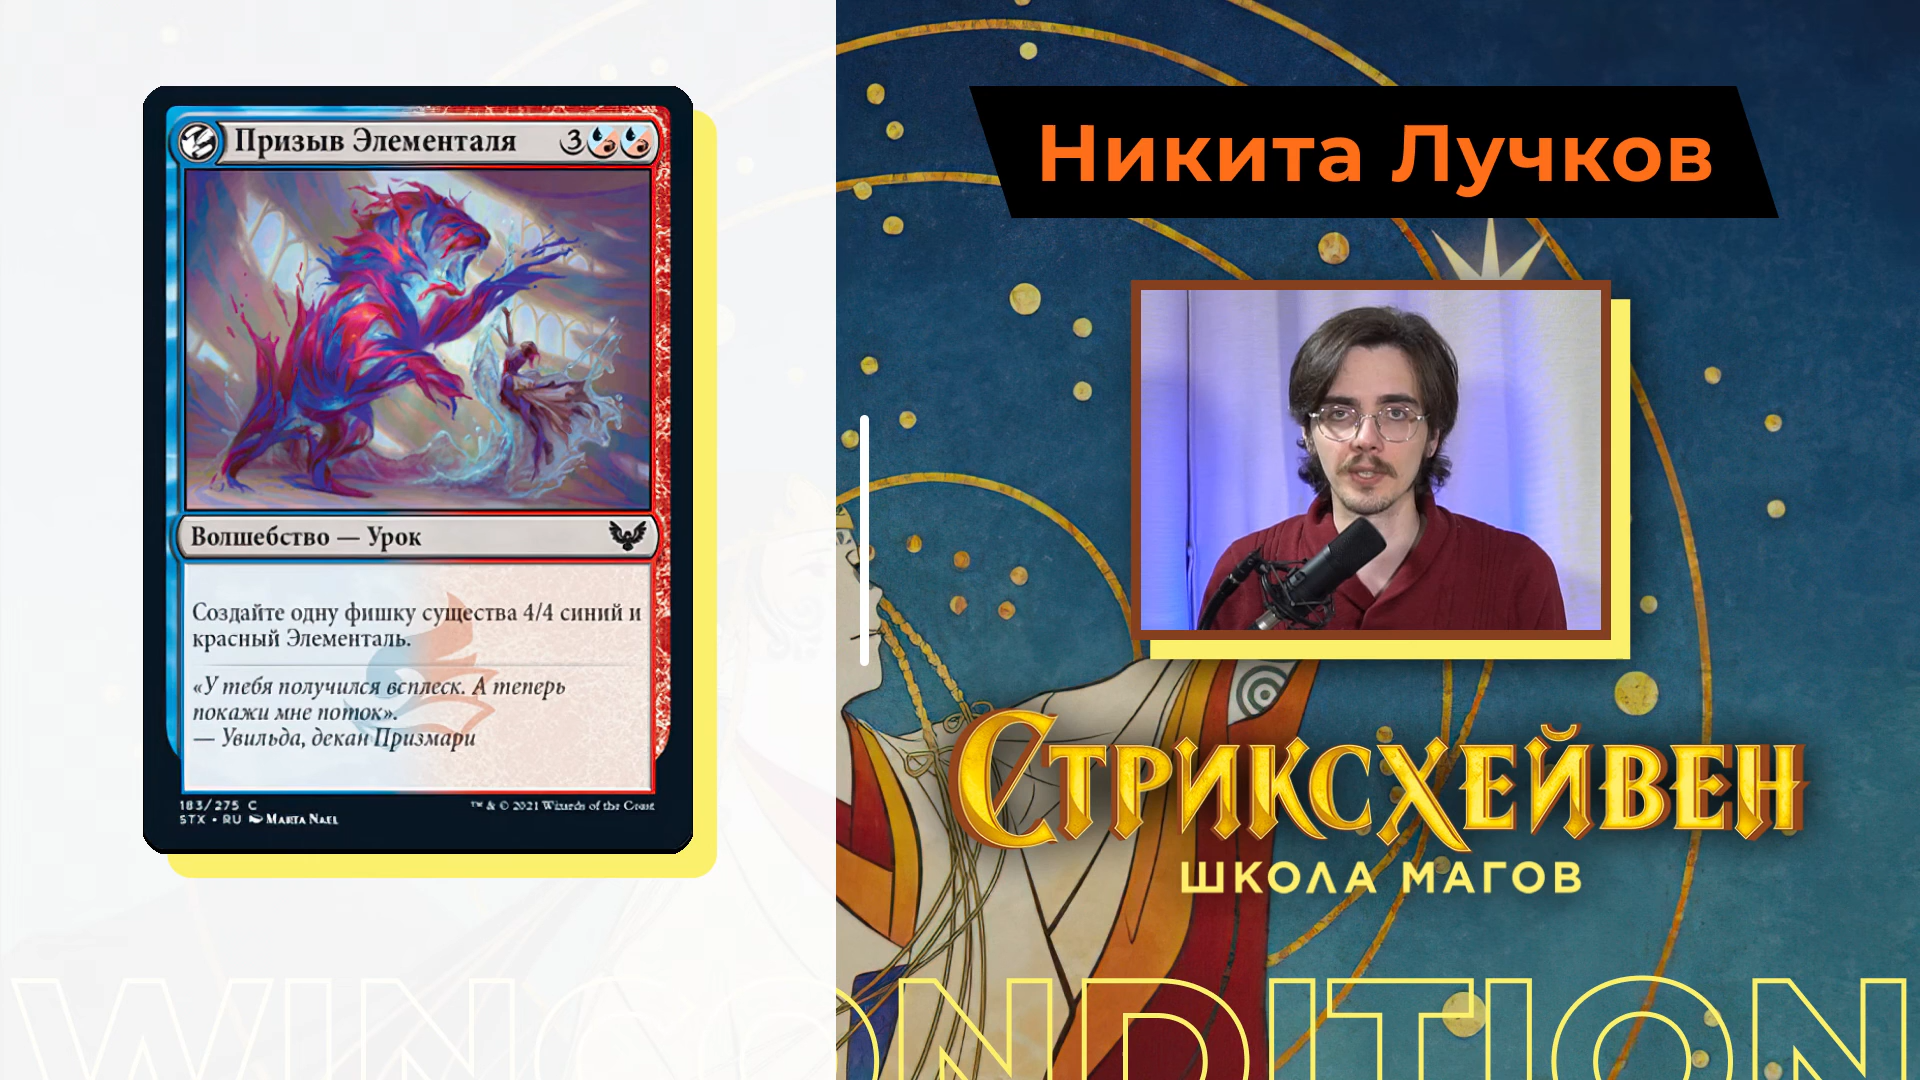 Призыв Элементаля
3
Волшебство — Урок
Создайте одну фишку существа 4/4 синий и
красный Элементаль.
«У тебя получился всплеск. А теперь
покажи мне поток».
— Увильда, декан Призмари
183/275 C
STX • RU MARTA NAEL
™ & © 2021 Wizards of the Coast
Никита Лучков
СТРИКСХЕЙВЕН
ШКОЛА МАГОВ
WINCONDITION